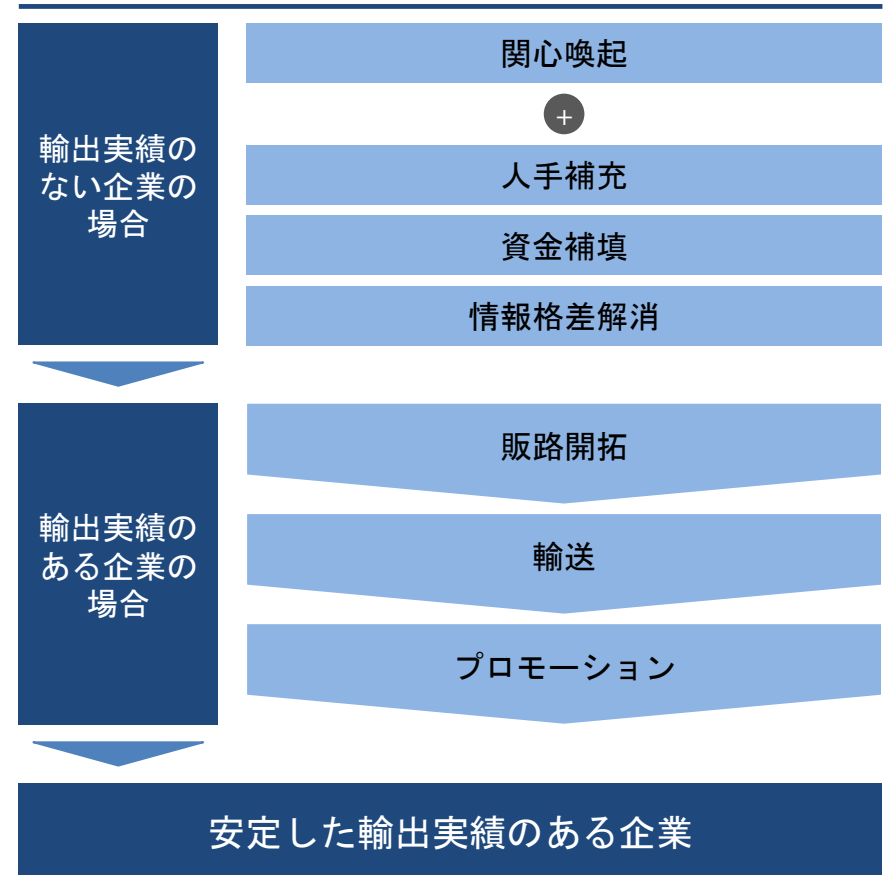 輸出実績の
ない企業の
場合
関心喚起
+
人手補充
資金補填
情報格差解消
輸出実績の
ある企業の
場合
販路開拓
輸送
プロモーション
安定した輸出実績のある企業